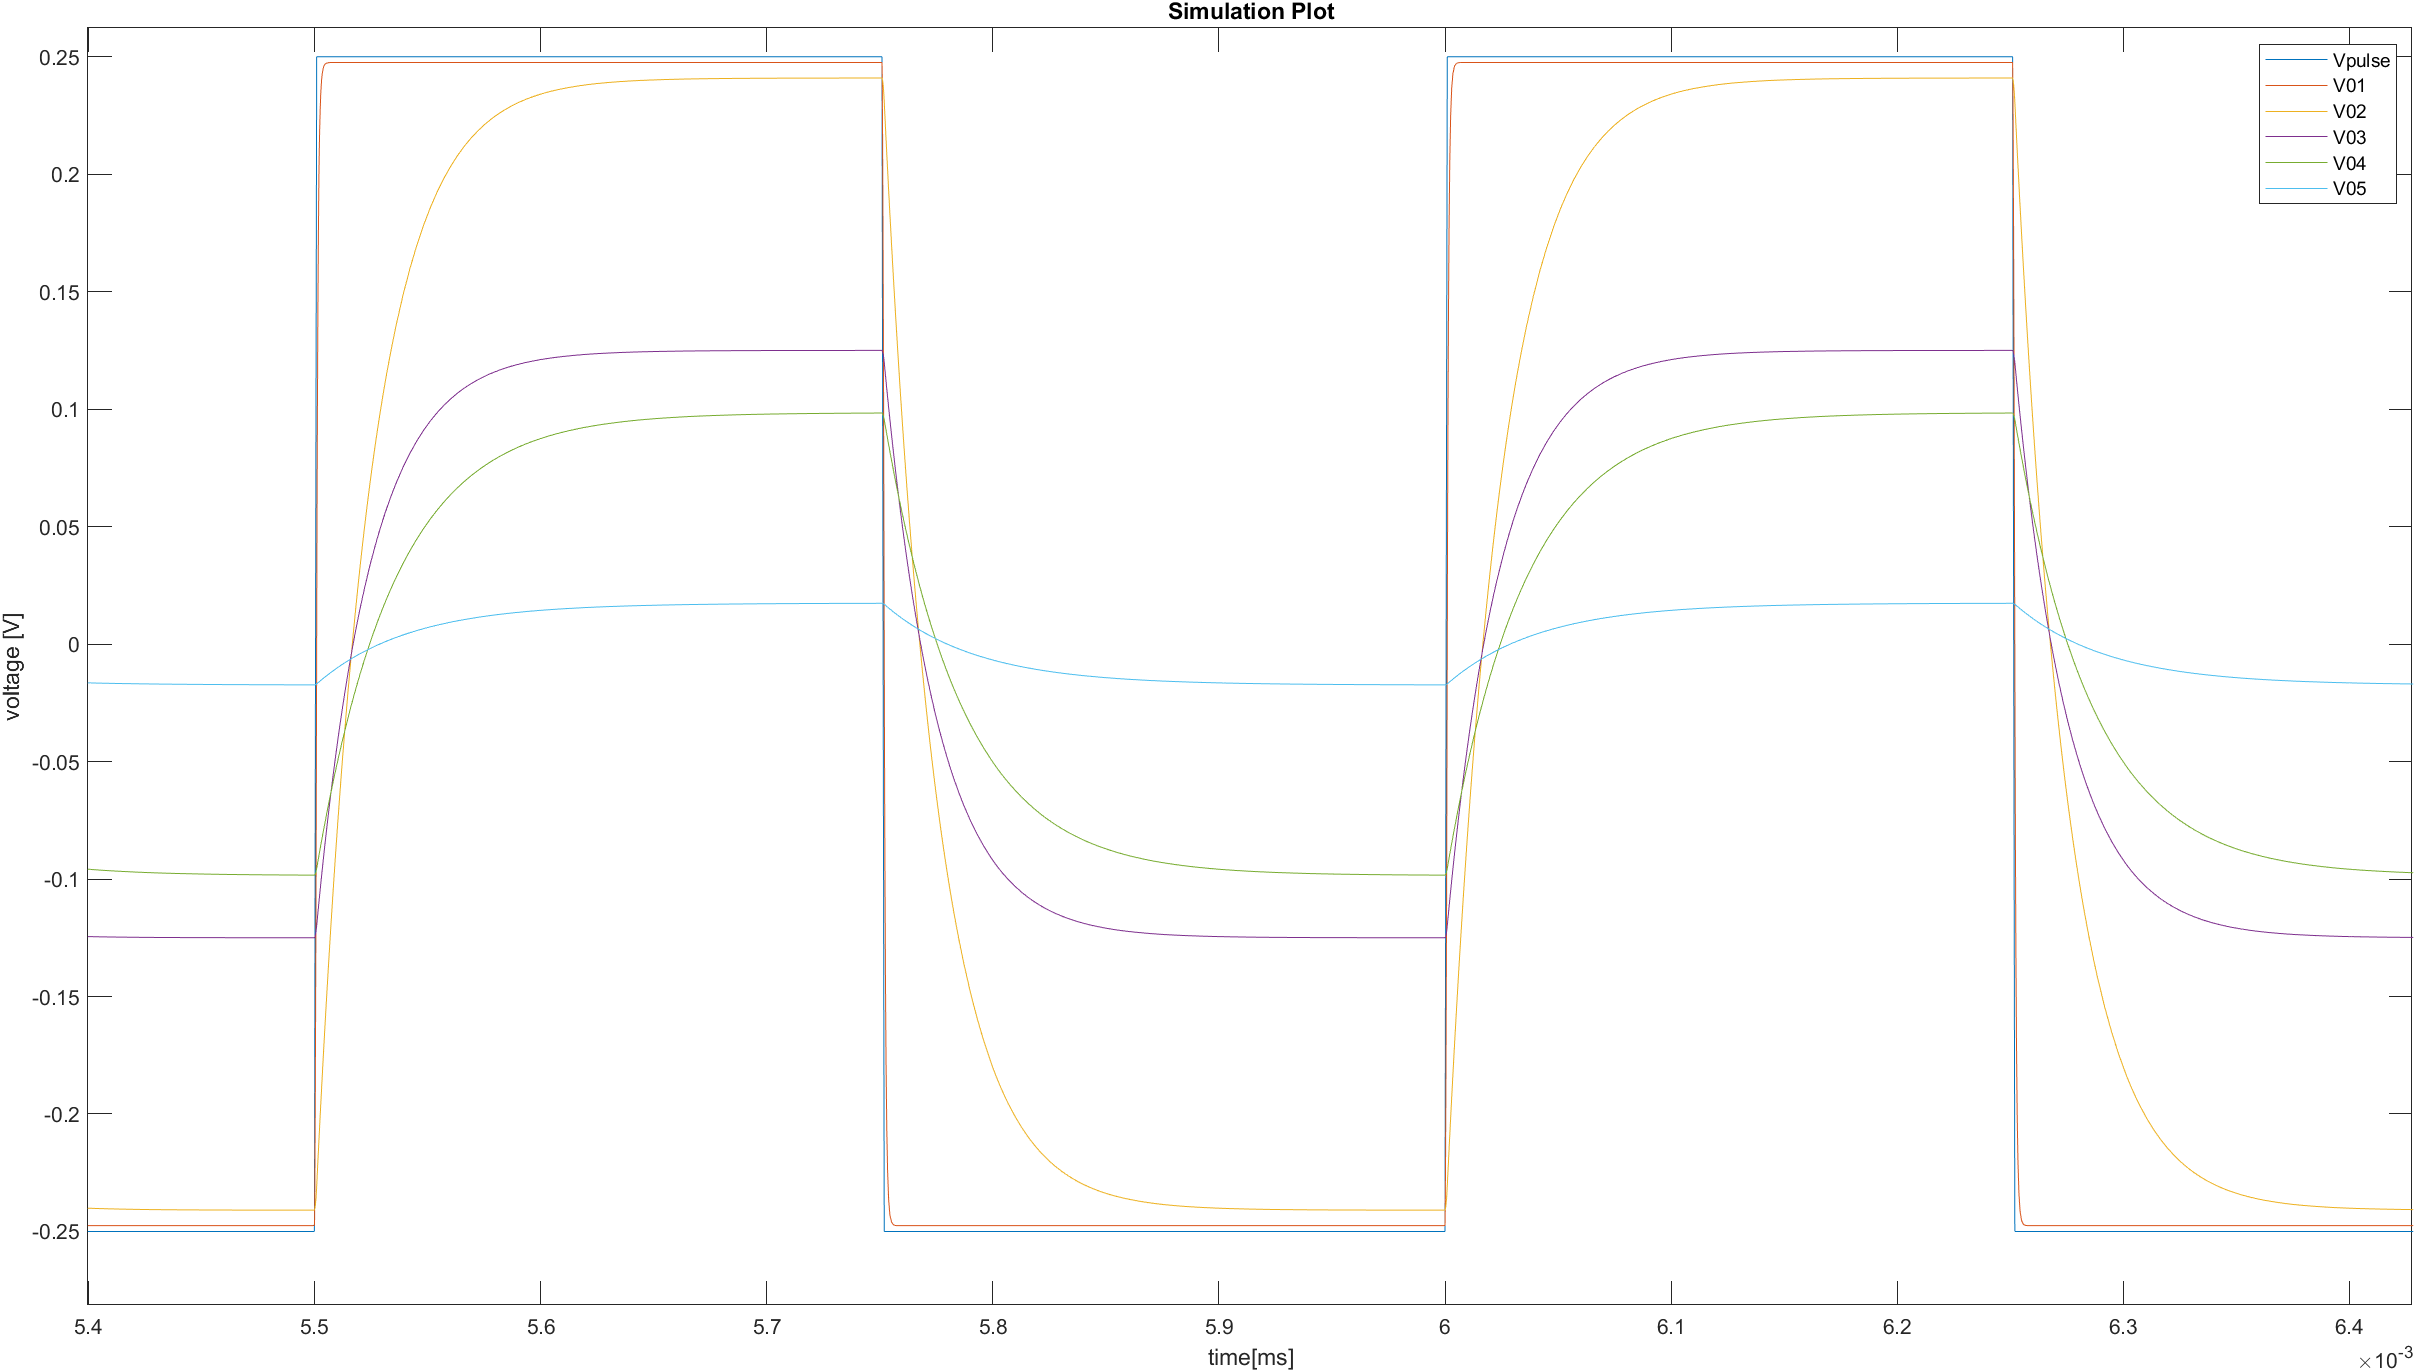 Simulation Plot
0.25
0.2
0.15
0.1
0.05
0
-0.05
-0.1
-0.15
-0.2
-0.25
voltage [V]
Vpulse
V01
V02
V03
V04
V05
5.4 5.5 5.6 5.7 5.8 5.9 6 6.1 6.2 6.3 6.4
time[ms]
×10-3